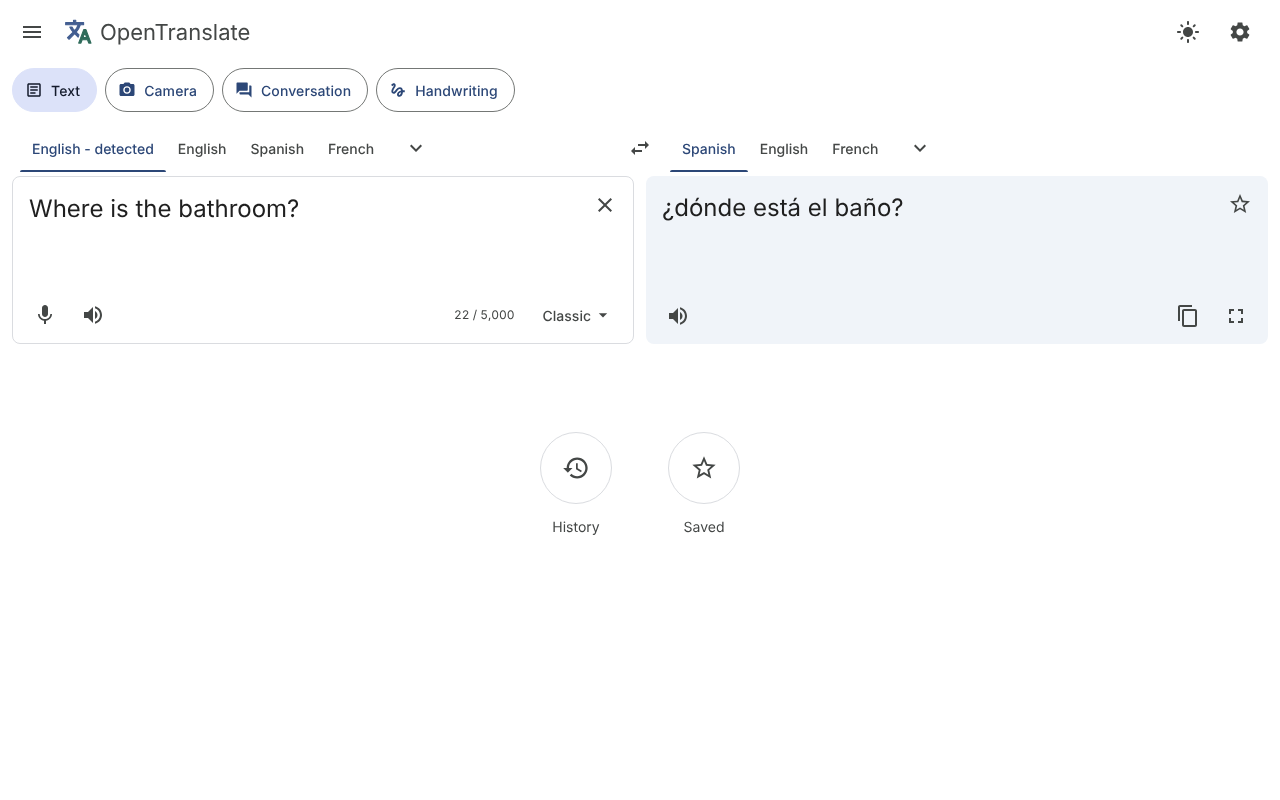 OpenTranslate
Text Camera Conversation Handwriting
English - detected English Spanish French
Spanish English French
Where is the bathroom?
22 / 5,000 Classic
¿dónde está el baño?
History Saved